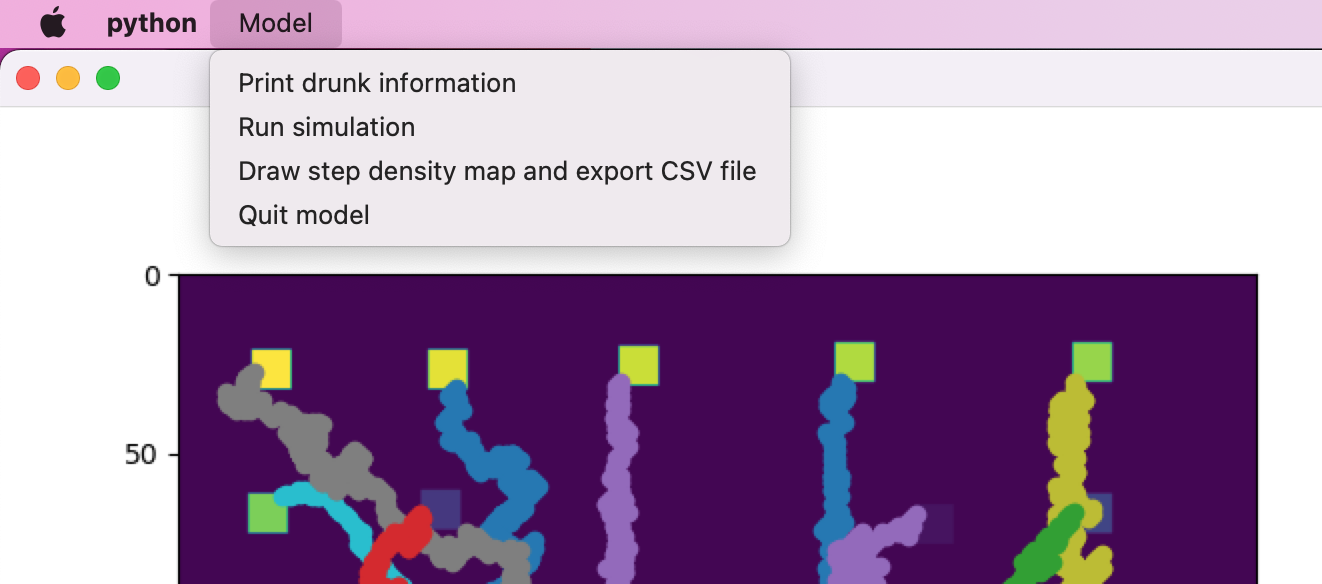 python Model
Print drunk information
Run simulation
Draw step density map and export CSV file
Quit model
0
50